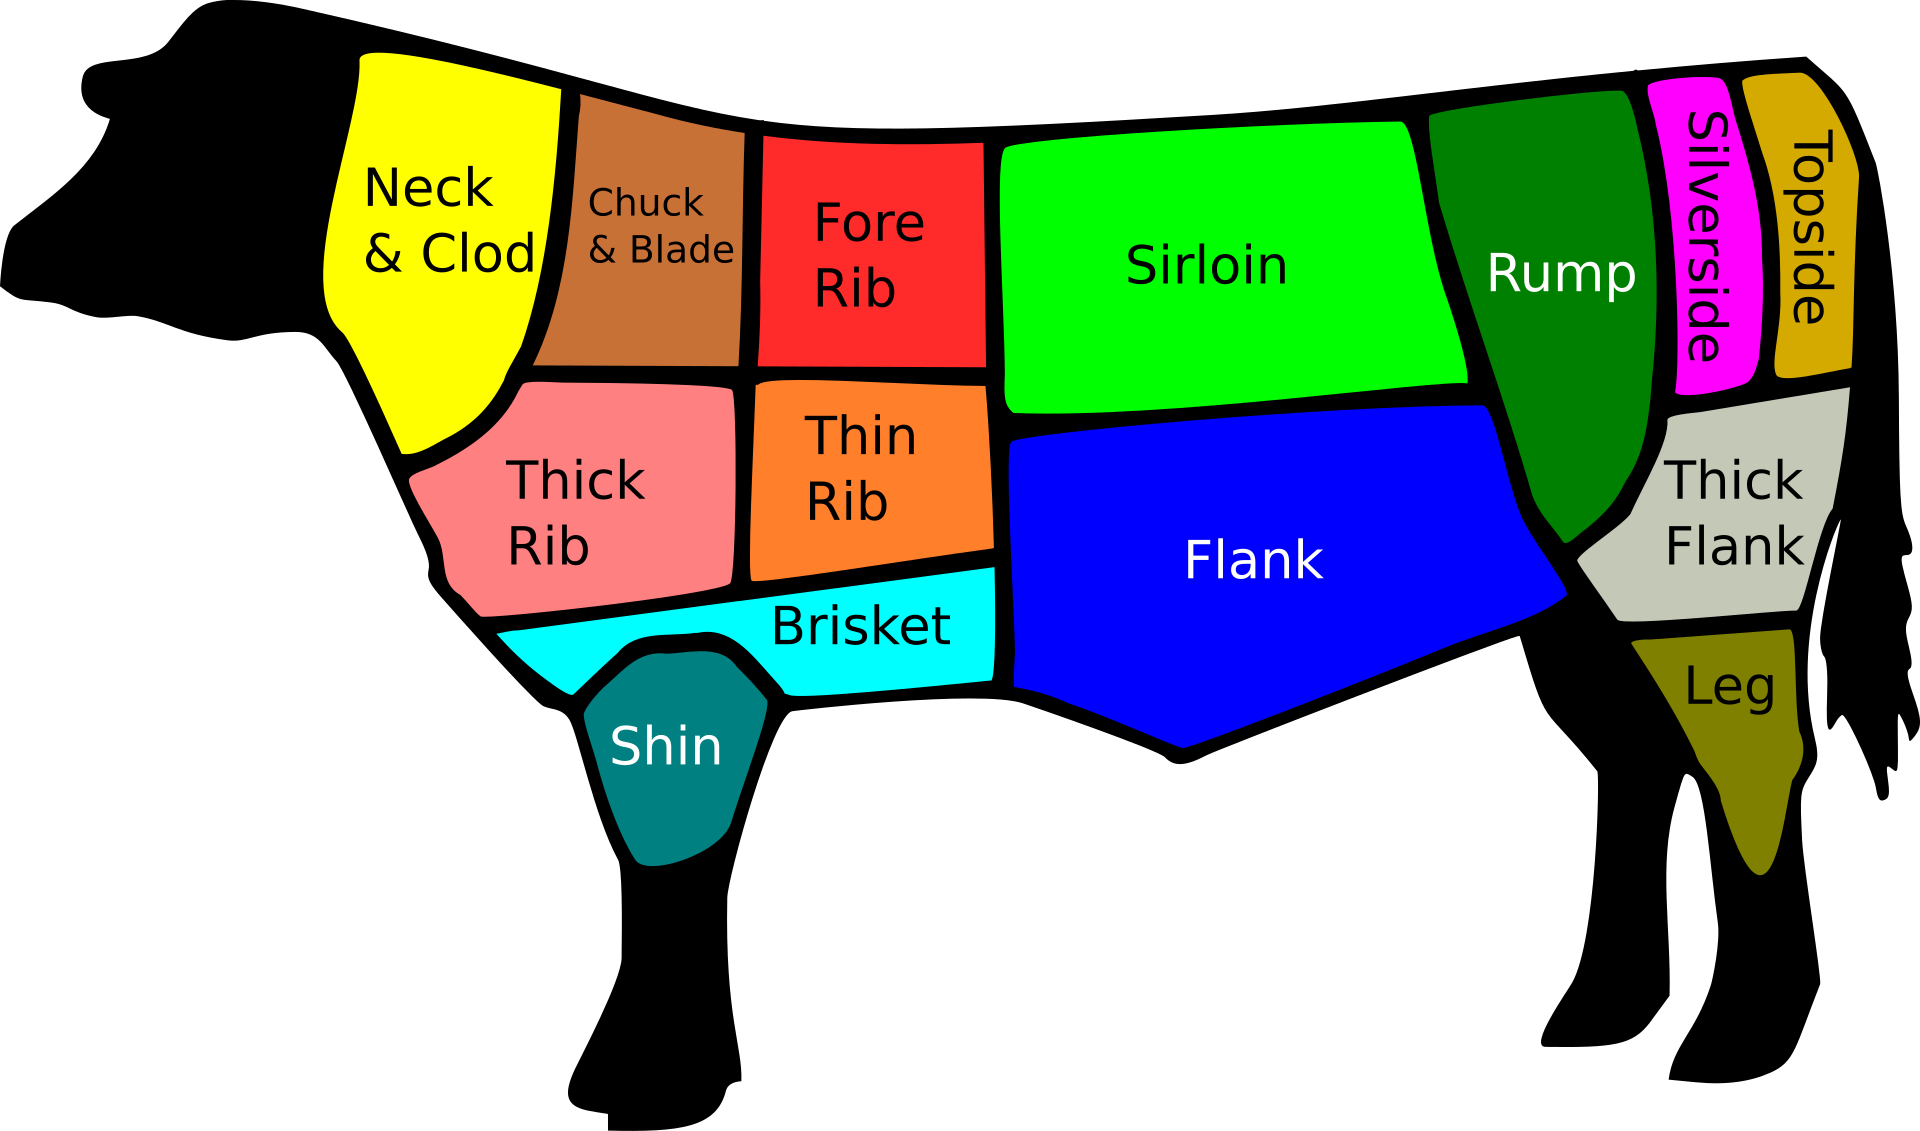 Neck
& Clod
Chuck
& Blade
Fore
Rib
Sirloin
Rump
Silverside
Topside
Thick
Rib
Thin
Rib
Flank
Thick
Flank
Brisket
Shin
Leg